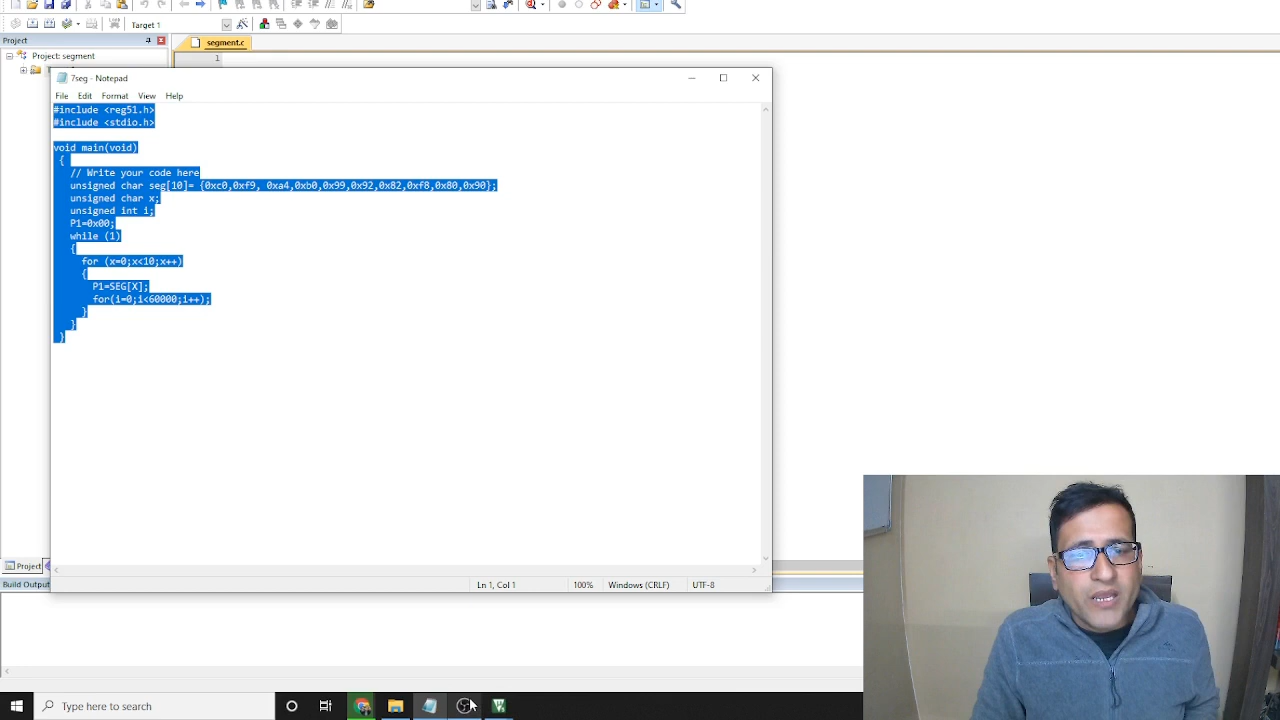 Target 1
Project
segment.c
Project: segment
1
7seg - Notepad
File Edit Format View Help
#include <reg51.h>
#include <stdio.h>
void main(void)
{
// Write your code here
unsigned char seg[10]= {0xc0,0xf9, 0xa4,0xb0,0x99,0x92,0x82,0xf8,0x80,0x90};
unsigned char x;
unsigned int i;
P1=0x00;
while (1)
{
for (x=0;x<10;x++)
{
P1=SEG[X];
for(i=0;i<60000;i++);
}
}
}
Project
Ln 1, Col 1 100% Windows (CRLF) UTF-8
Build Output
Type here to search